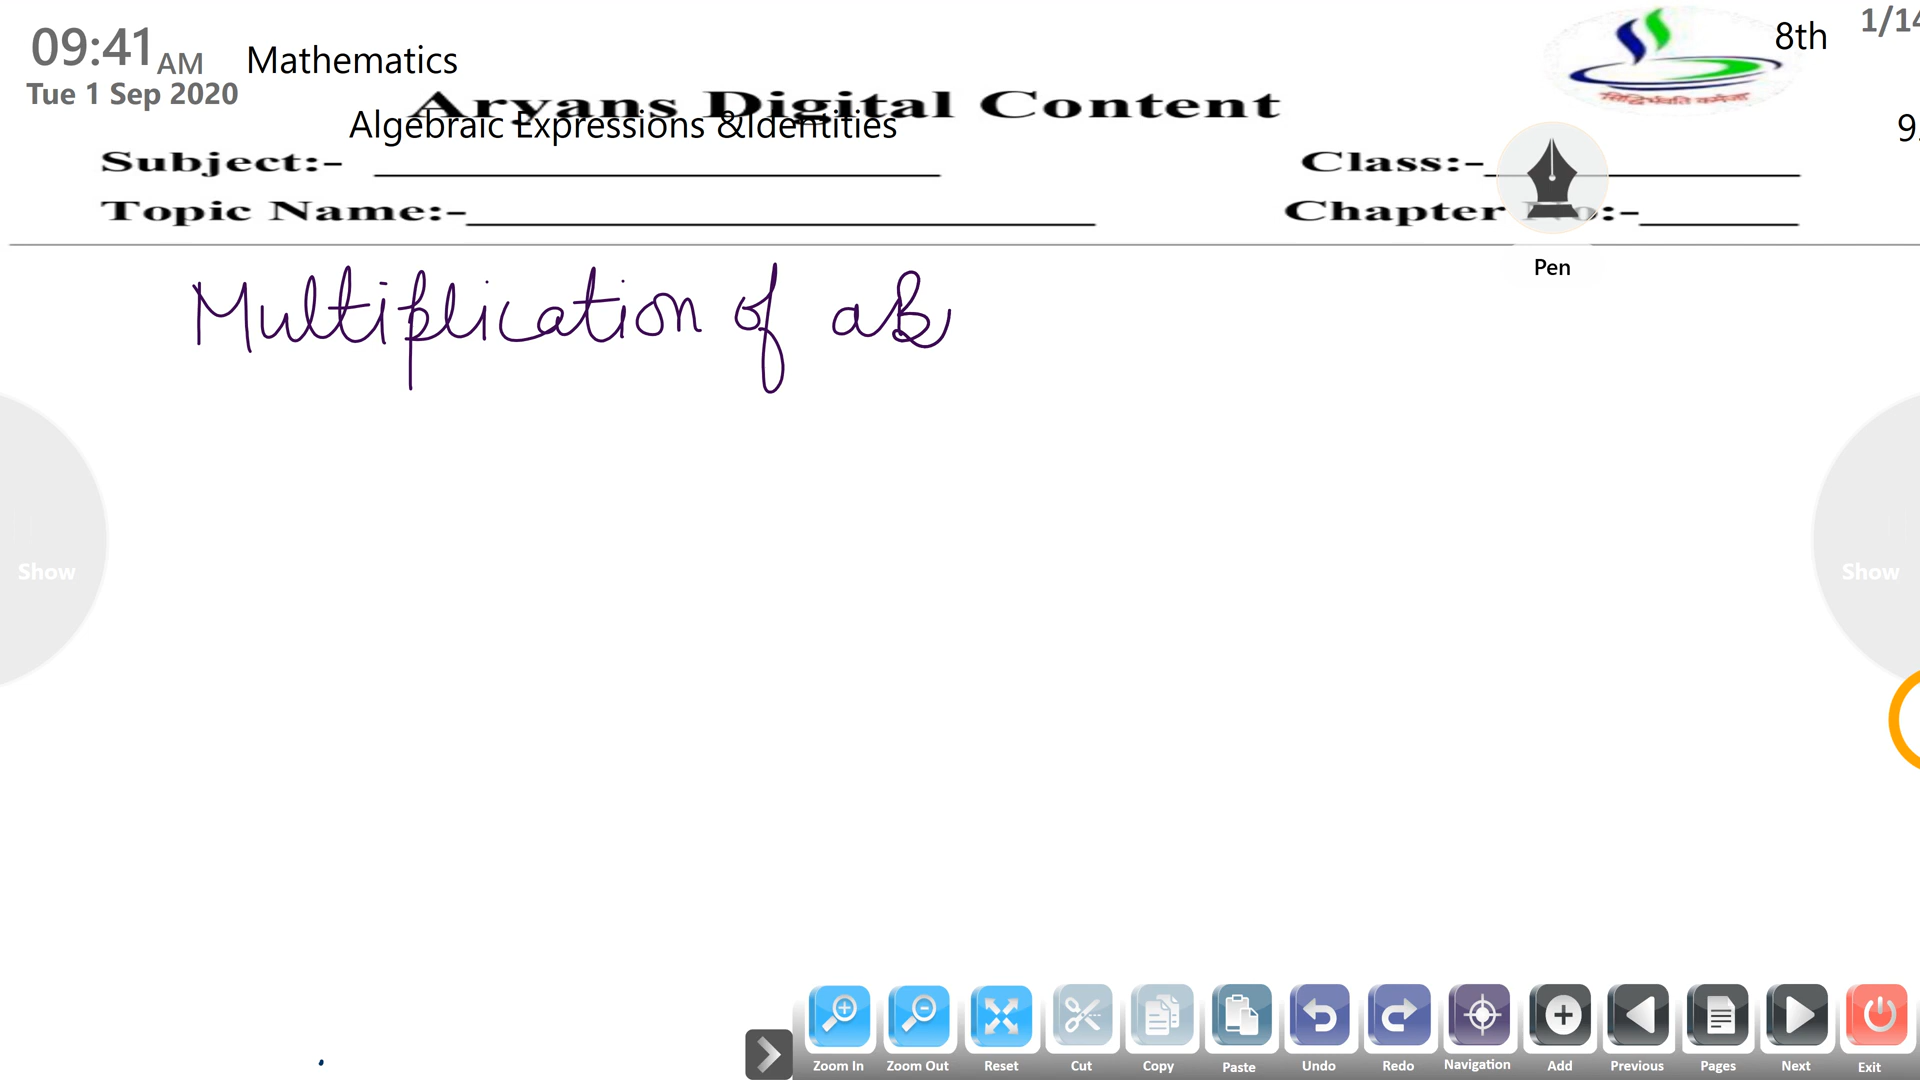 09:41 AM
Tue 1 Sep 2020
Mathematics
8th
1/14
Aryans Digital Content
Algebraic Expressions &Identities
9.
Subject:-
Class:-
Topic Name:-
Chapter No:-
Pen
Multiplication of
Show
Show
Zoom In
Zoom Out
Reset
Cut
Copy
Paste
Undo
Redo
Navigation
Add
Previous
Pages
Next
Exit